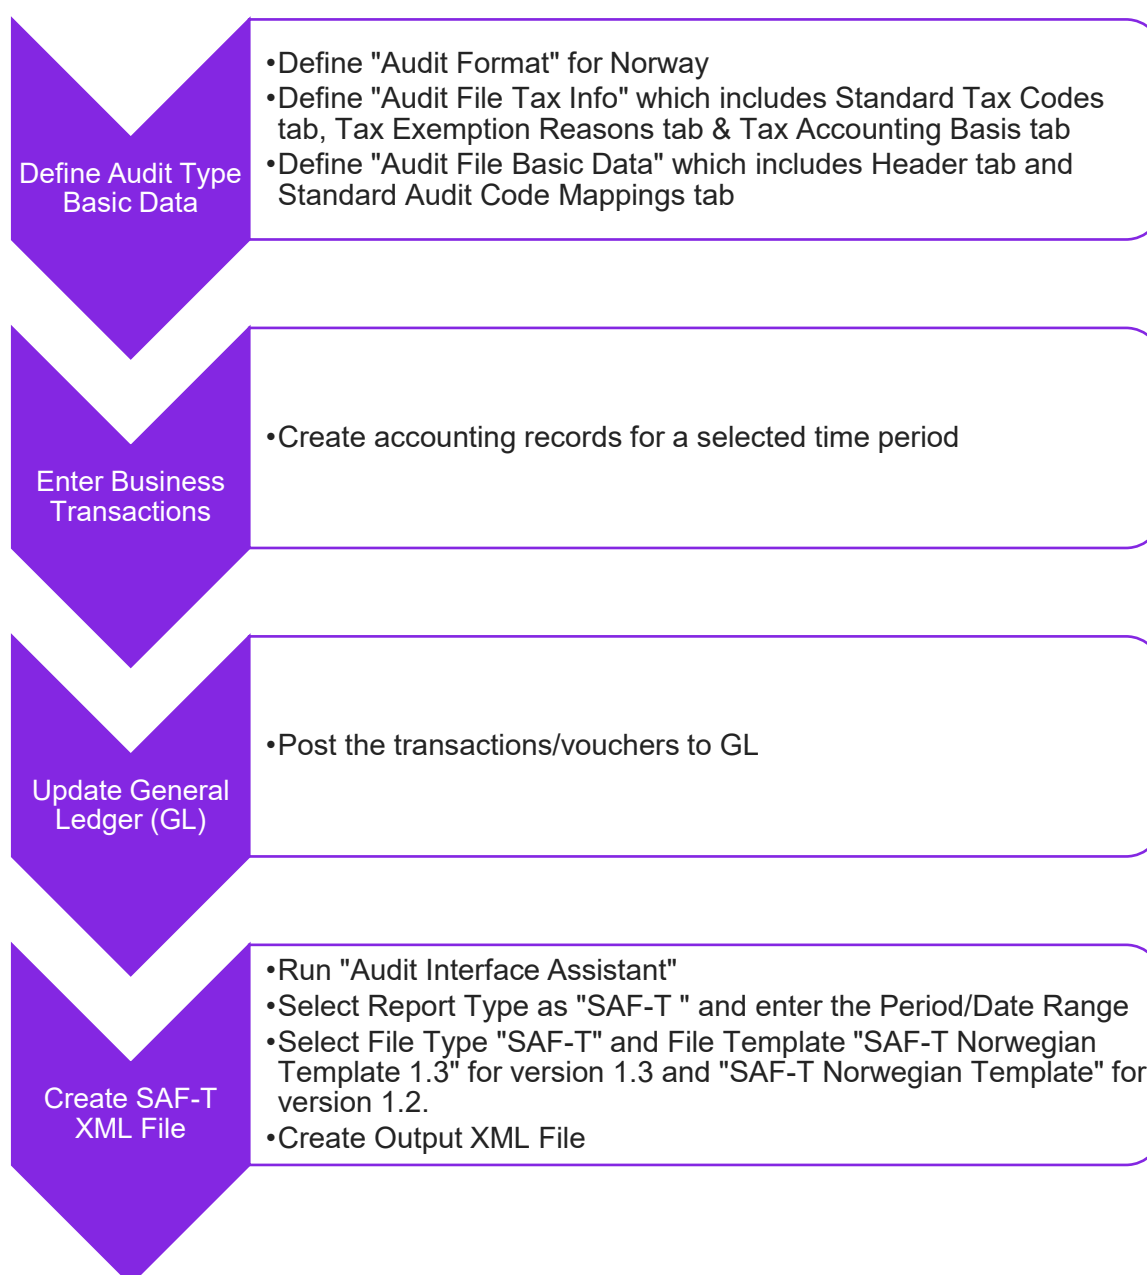 Define Audit Type
Basic Data
•Define "Audit Format" for Norway
•Define "Audit File Tax Info" which includes Standard Tax Codes
tab, Tax Exemption Reasons tab & Tax Accounting Basis tab
•Define "Audit File Basic Data" which includes Header tab and
Standard Audit Code Mappings tab
Enter Business
Transactions
•Create accounting records for a selected time period
Update General
Ledger (GL)
•Post the transactions/vouchers to GL
Create SAF-T
XML File
•Run "Audit Interface Assistant"
•Select Report Type as "SAF-T " and enter the Period/Date Range
•Select File Type "SAF-T" and File Template "SAF-T Norwegian
Template 1.3" for version 1.3 and "SAF-T Norwegian Template" for
version 1.2.
•Create Output XML File